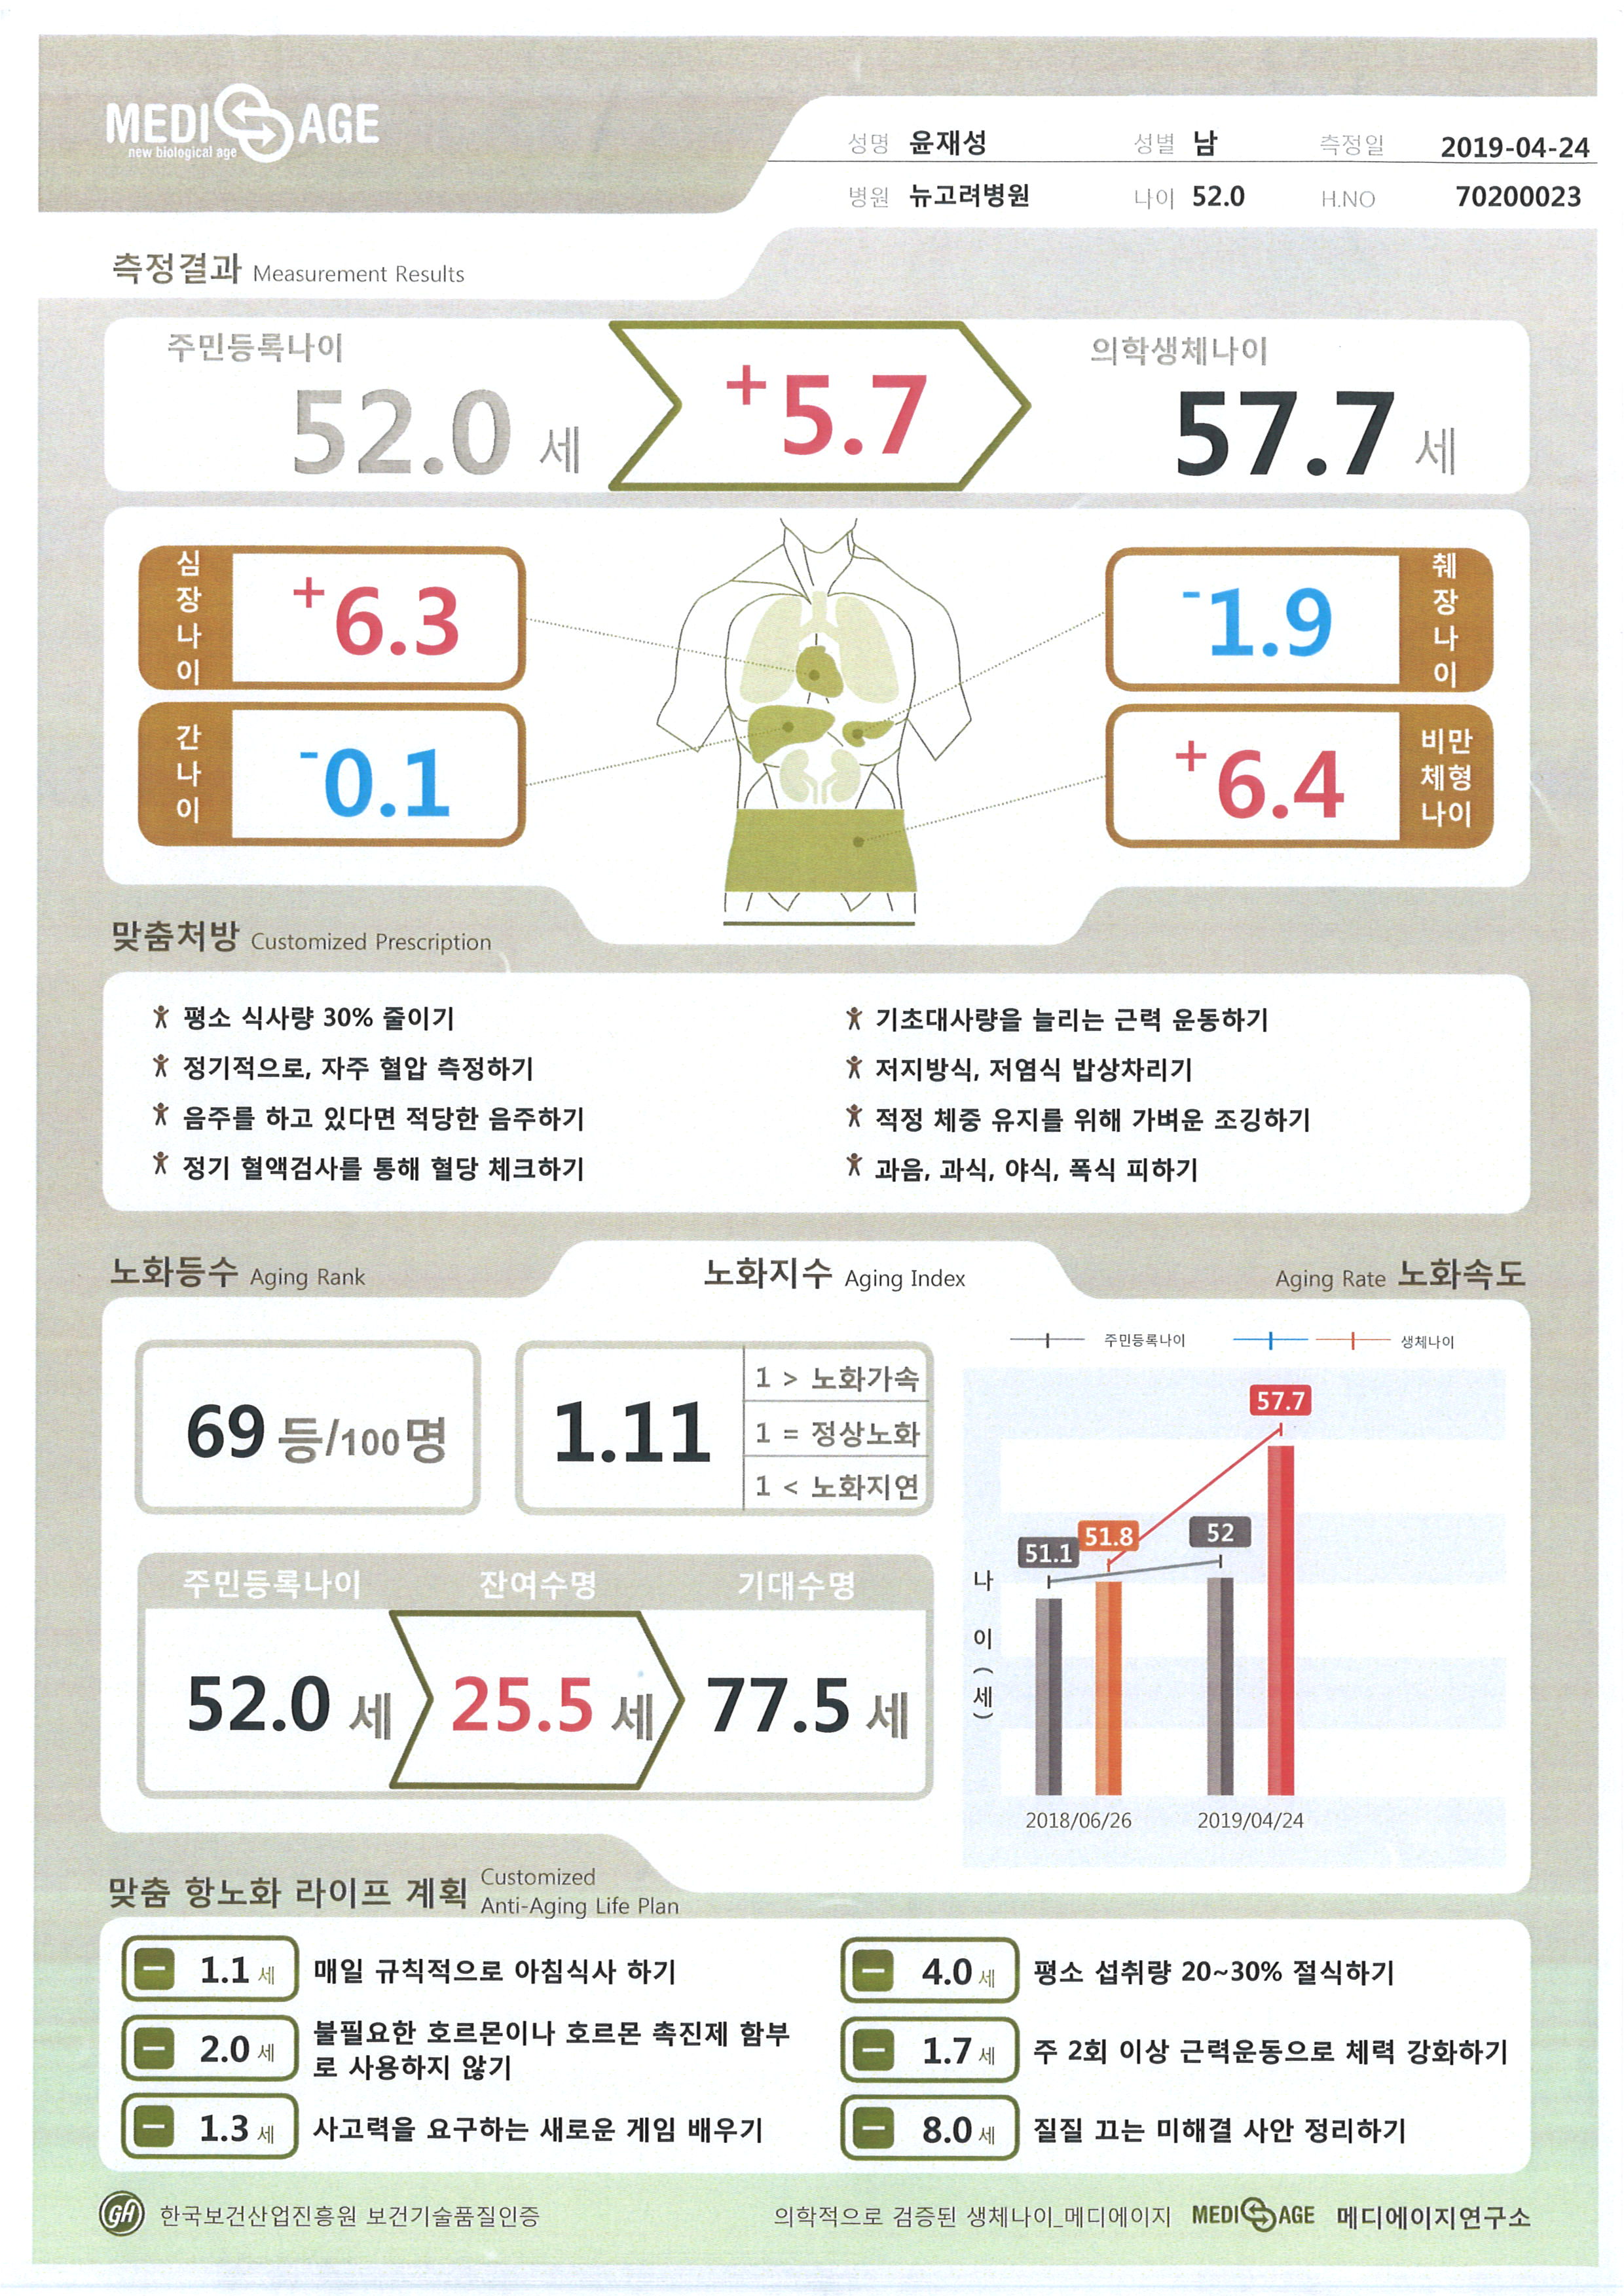 MEDI AGE
new biological age
성명 윤재성 성별 남 측정일 2019-04-24
병원 뉴고려병원 나이 52.0 H.NO 70200023
측정결과 Measurement Results
주민등록나이
52.0 세
+5.7
의학생체나이
57.7 세
심장나이 +6.3
췌장나이 -1.9
간나이 -0.1
비만체형나이 +6.4
맞춤처방 Customized Prescription
평소 식사량 30% 줄이기
기초대사량을 늘리는 근력 운동하기
정기적으로, 자주 혈압 측정하기
저지방식, 저염식 밥상차리기
음주를 하고 있다면 적당한 음주하기
적정 체중 유지를 위해 가벼운 조깅하기
정기 혈액검사를 통해 혈당 체크하기
과음, 과식, 야식, 폭식 피하기
노화등수 Aging Rank
노화지수 Aging Index
Aging Rate 노화속도
69 등/100명
1.11
1 > 노화가속
1 = 정상노화
1 < 노화지연
주민등록나이 잔여수명 기대수명
52.0 세 25.5 세 77.5 세
주민등록나이 생체나이
57.7
51.1 51.8 52
나이(세)
2018/06/26 2019/04/24
맞춤 항노화 라이프 계획 Customized
Anti-Aging Life Plan
− 1.1 세 매일 규칙적으로 아침식사 하기
− 4.0 세 평소 섭취량 20~30% 절식하기
− 2.0 세 불필요한 호르몬이나 호르몬 촉진제 함부
로 사용하지 않기
− 1.7 세 주 2회 이상 근력운동으로 체력 강화하기
− 1.3 세 사고력을 요구하는 새로운 게임 배우기
− 8.0 세 질질 끄는 미해결 사안 정리하기
GH 한국보건산업진흥원 보건기술품질인증
의학적으로 검증된 생체나이_메디에이지 MEDI AGE 메디에이지연구소